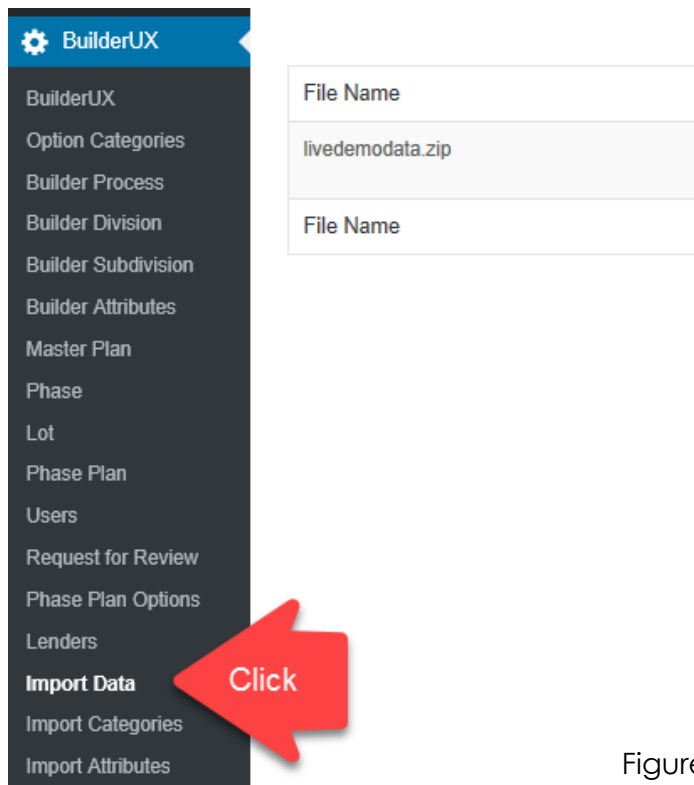 BuilderUX
BuilderUX
Option Categories
Builder Process
Builder Division
Builder Subdivision
Builder Attributes
Master Plan
Phase
Lot
Phase Plan
Users
Request for Review
Phase Plan Options
Lenders
Import Data
Import Categories
Import Attributes
File Name
livedemodata.zip
File Name
Click
Figure